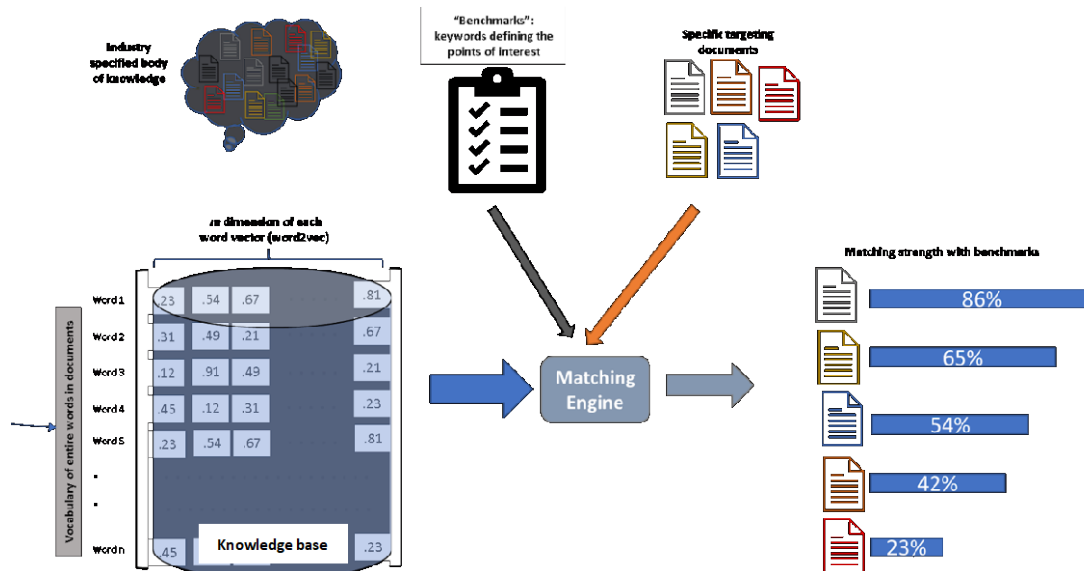 Industry
specified body
of knowledge
"Benchmarks":
keywords defining the
points of interest
Specific targeting
documents
m dimension of each
word vector (word2vec)
Vocabulary of entire words in documents
Word 1 .23 .54 .67 . . . . . .81
Word 2 .31 .49 .21 .67
Word 3 .12 .91 .49 .21
Word 4 .45 .12 .31 .23
Word 5 .23 .54 .67 .81
Word n .45 .23
Knowledge base
Matching
Engine
Matching strength with benchmarks
86%
65%
54%
42%
23%